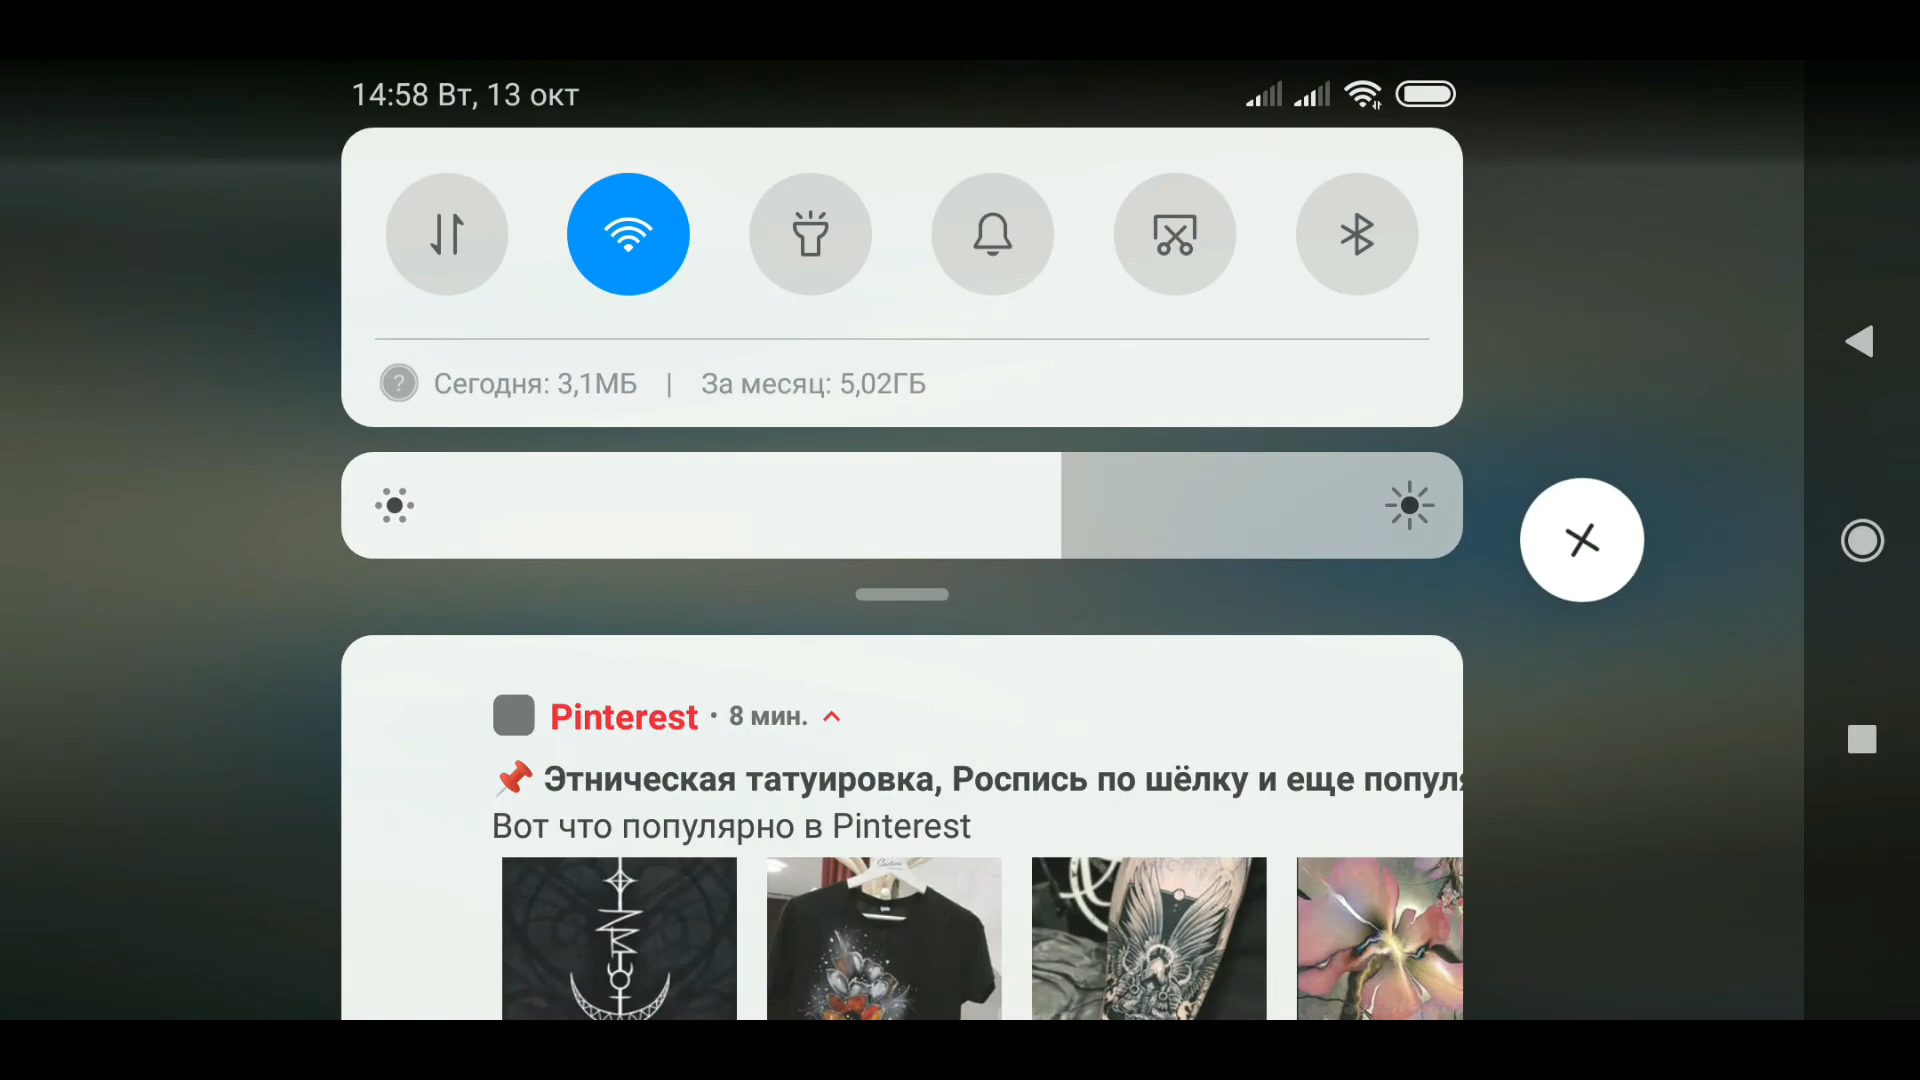 14:58 Вт, 13 окт
? Сегодня: 3,1МБ | За месяц: 5,02ГБ
Pinterest · 8 мин.
📌 Этническая татуировка, Роспись по шёлку и еще популя
Вот что популярно в Pinterest